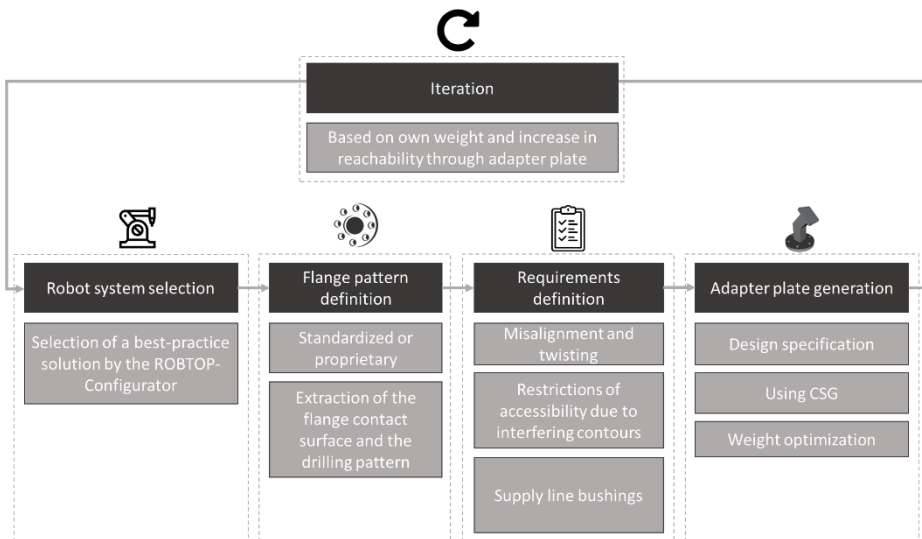 Iteration
Based on own weight and increase in
reachability through adapter plate
Robot system selection
Selection of a best-practice
solution by the ROBTOP-
Configurator
Flange pattern
definition
Standardized or
proprietary
Extraction of the
flange contact
surface and the
drilling pattern
Requirements
definition
Misalignment and
twisting
Restrictions of
accessibility due to
interfering contours
Supply line bushings
Adapter plate generation
Design specification
Using CSG
Weight optimization